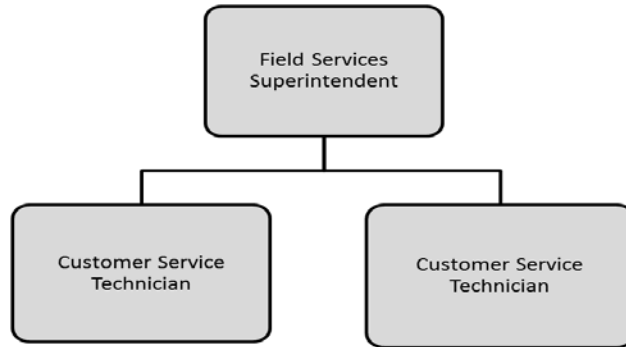 Field Services
Superintendent
Customer Service
Technician
Customer Service
Technician